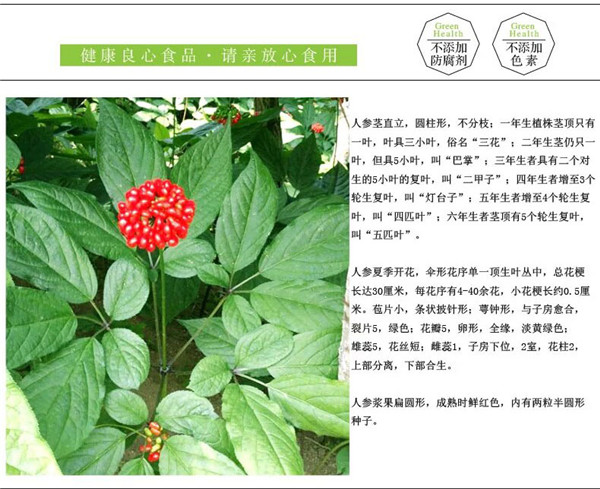 Green
Health
不添加
防腐剂
Green
Health
不添加
色素
健康良心食品·请亲放心食用
人参茎直立，圆柱形，不分枝；一年生植株茎顶只有
一叶，叶具三小叶，俗名“三花”；二年生茎仍只一
叶，但具5小叶，叫“巴掌”；三年生者具有二个对
生的5小叶的复叶，叫“二甲子”；四年生者增至3个
轮生复叶，叫“灯台子”；五年生者增至4个轮生复
叶，叫“四匹叶”；六年生者茎顶有5个轮生复叶，
叫“五匹叶”。
人参夏季开花，伞形花序单一顶生叶丛中，总花梗
长达30厘米，每花序有4-40余花，小花梗长约0.5厘
米。苞片小，条状披针形；萼钟形，与子房愈合，
裂片5，绿色；花瓣5，卵形，全缘，淡黄绿色；
雄蕊5，花丝短；雌蕊1，子房下位，2室，花柱2，
上部分离，下部合生。
人参浆果扁圆形，成熟时鲜红色，内有两粒半圆形
种子。